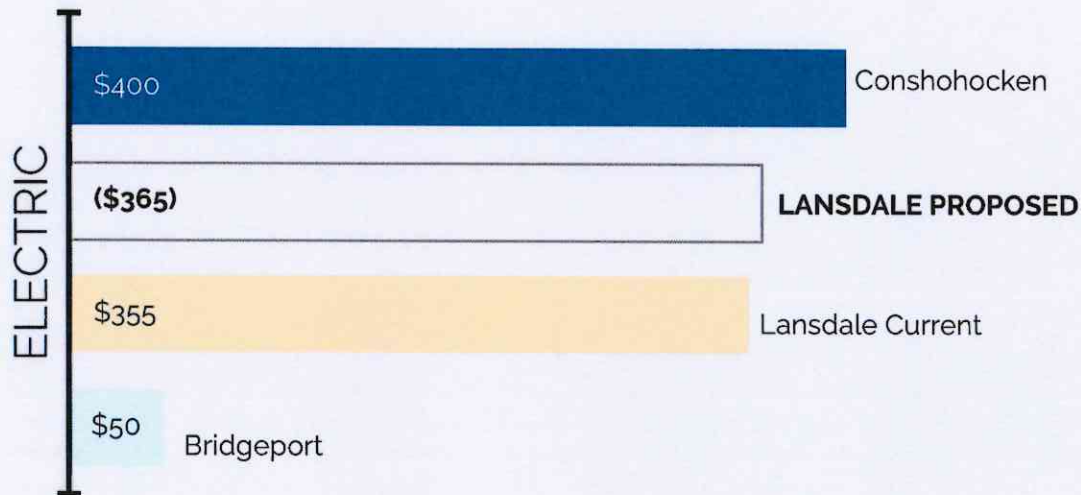 ELECTRIC
$400 Conshohocken
($365) LANSDALE PROPOSED
$355 Lansdale Current
$50 Bridgeport